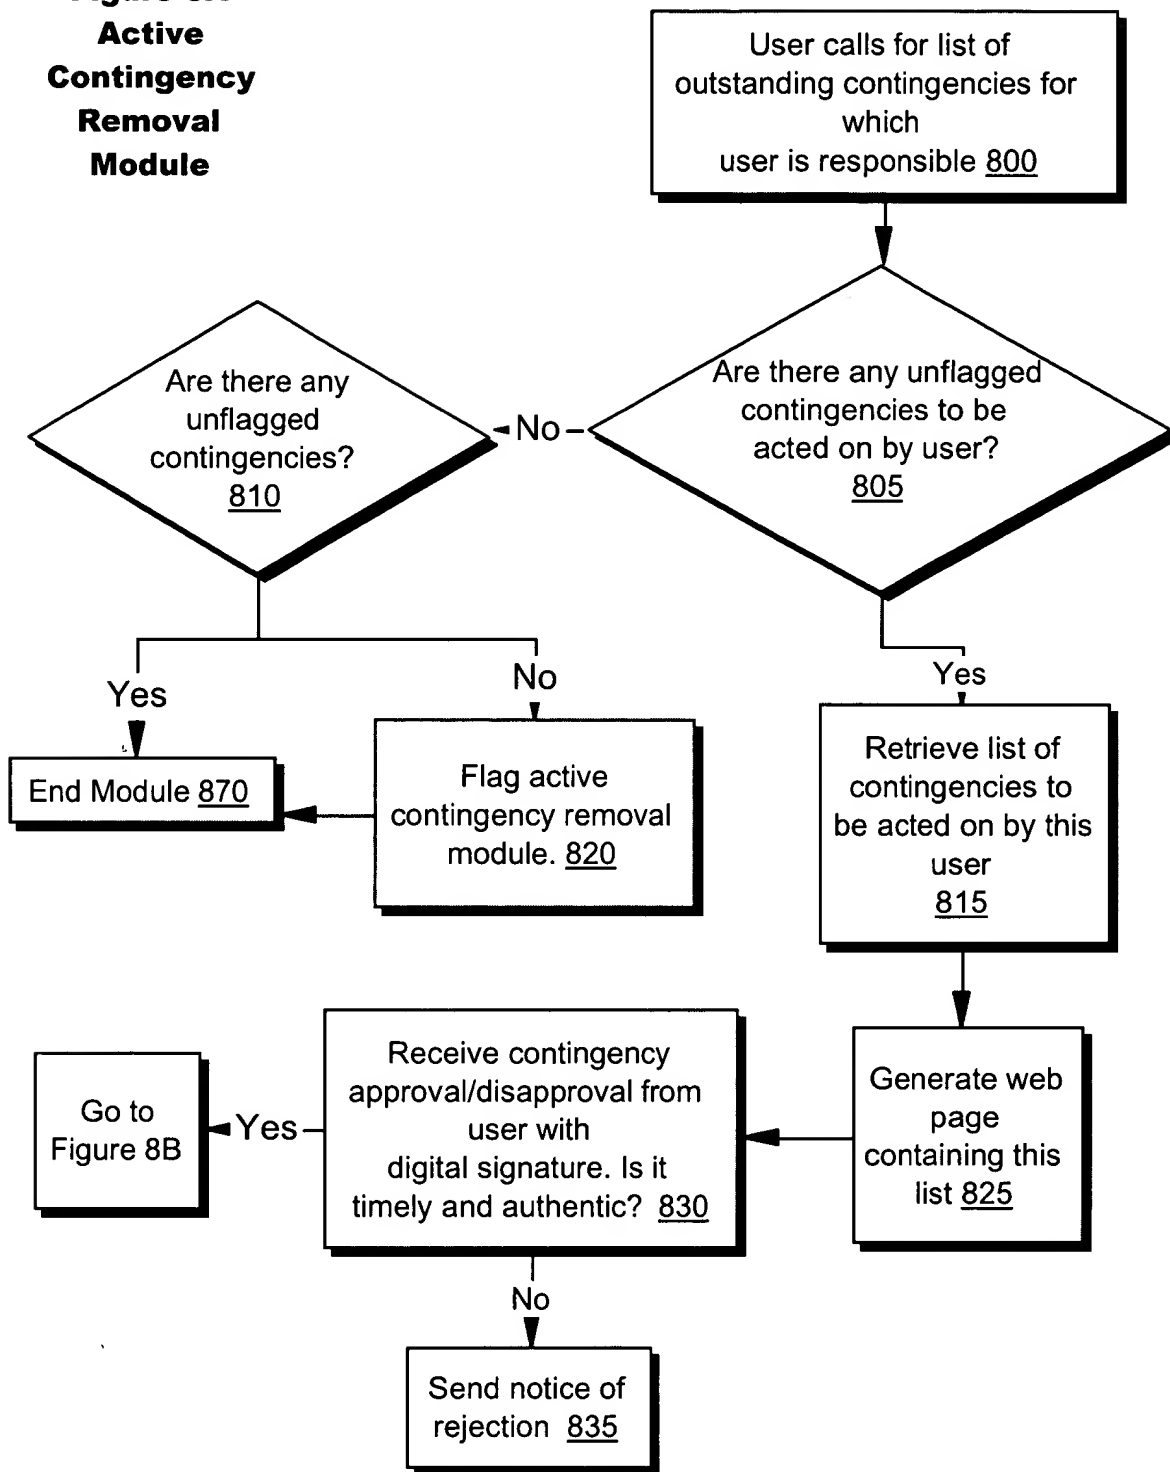 Active
Contingency
Removal
Module
User calls for list of
outstanding contingencies for
which
user is responsible 800
Are there any
unflagged
contingencies?
810
No
Are there any unflagged
contingencies to be
acted on by user?
805
Yes
No
Yes
End Module 870
Flag active
contingency removal
module. 820
Retrieve list of
contingencies to
be acted on by this
user
815
Go to
Figure 8B
Yes
Receive contingency
approval/disapproval from
user with
digital signature. Is it
timely and authentic? 830
Generate web
page
containing this
list 825
No
Send notice of
rejection 835